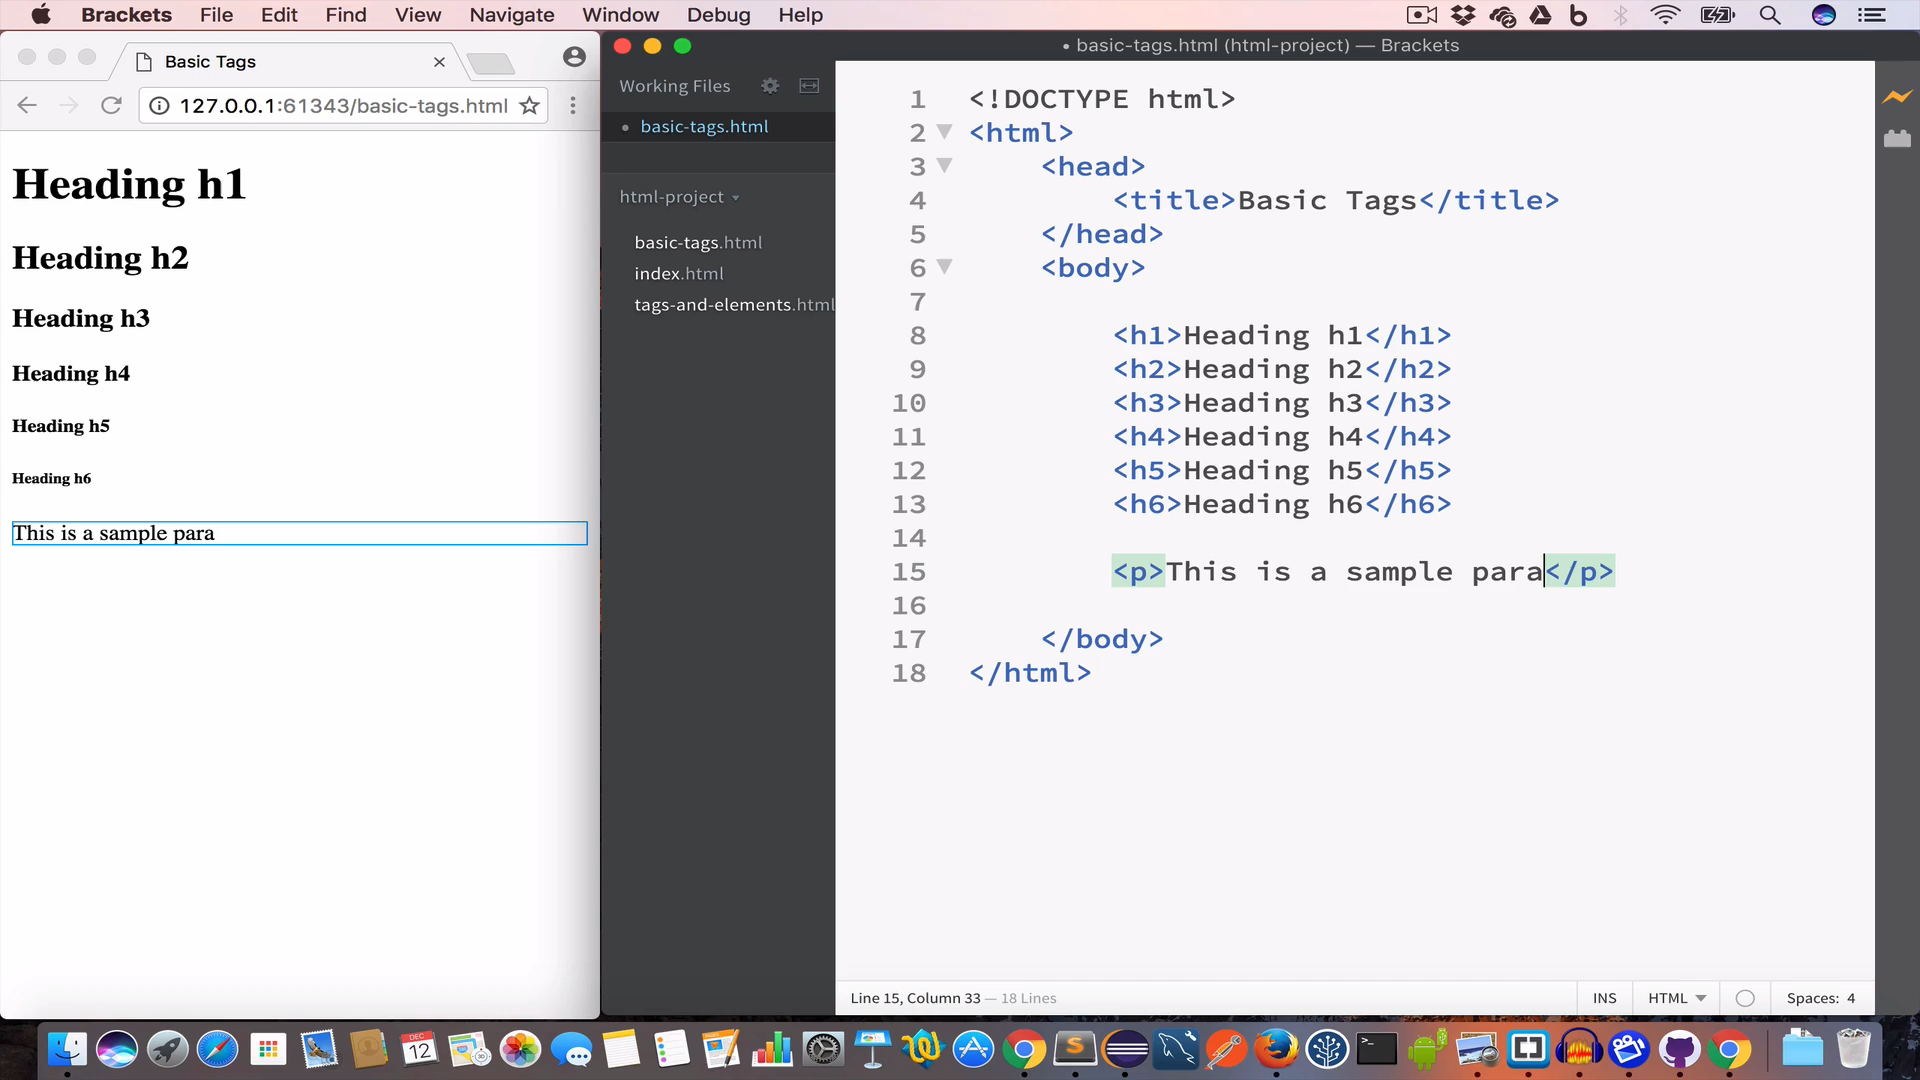 Brackets File Edit Find View Navigate Window Debug Help
Basic Tags
127.0.0.1:61343/basic-tags.html
Heading h1
Heading h2
Heading h3
Heading h4
Heading h5
Heading h6
This is a sample para
• basic-tags.html (html-project) — Brackets
Working Files
• basic-tags.html
html-project
basic-tags.html
index.html
tags-and-elements.html
1 <!DOCTYPE html>
2 <html>
3 <head>
4 <title>Basic Tags</title>
5 </head>
6 <body>
7
8 <h1>Heading h1</h1>
9 <h2>Heading h2</h2>
10 <h3>Heading h3</h3>
11 <h4>Heading h4</h4>
12 <h5>Heading h5</h5>
13 <h6>Heading h6</h6>
14
15 <p>This is a sample para</p>
16
17 </body>
18 </html>
Line 15, Column 33 — 18 Lines
INS HTML Spaces: 4
DEC
12
30
S
>_